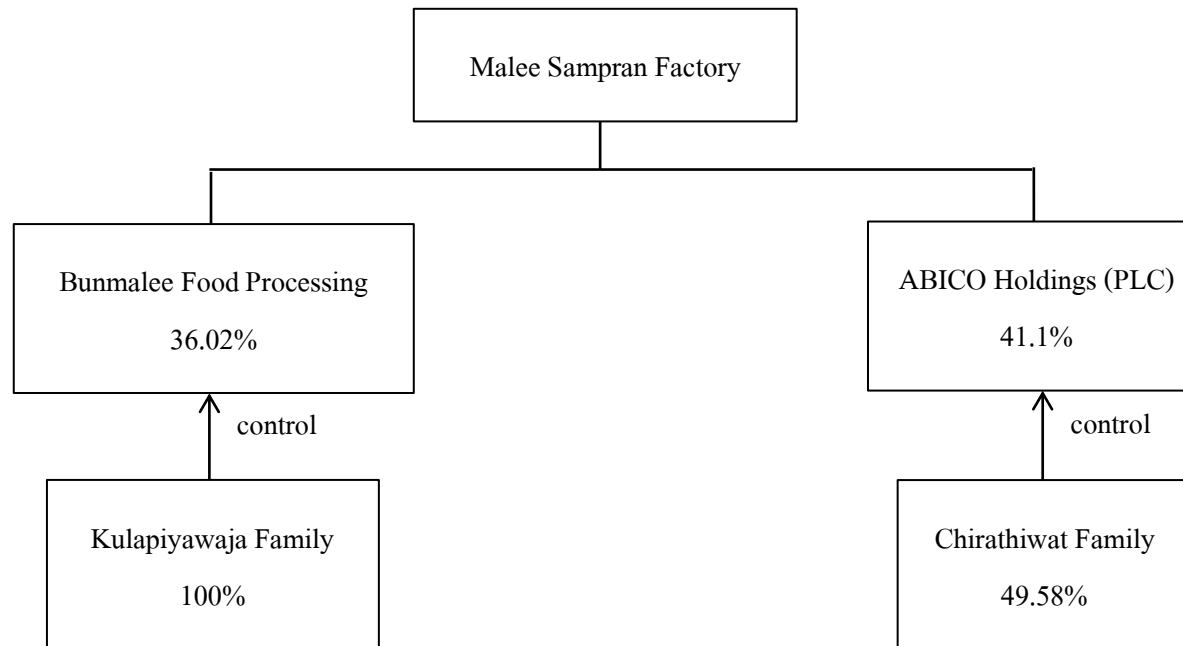 Malee Sampran Factory
Bunmalee Food Processing
36.02%
ABICO Holdings (PLC)
41.1%
control
control
Kulapiyawaja Family
100%
Chirathiwat Family
49.58%